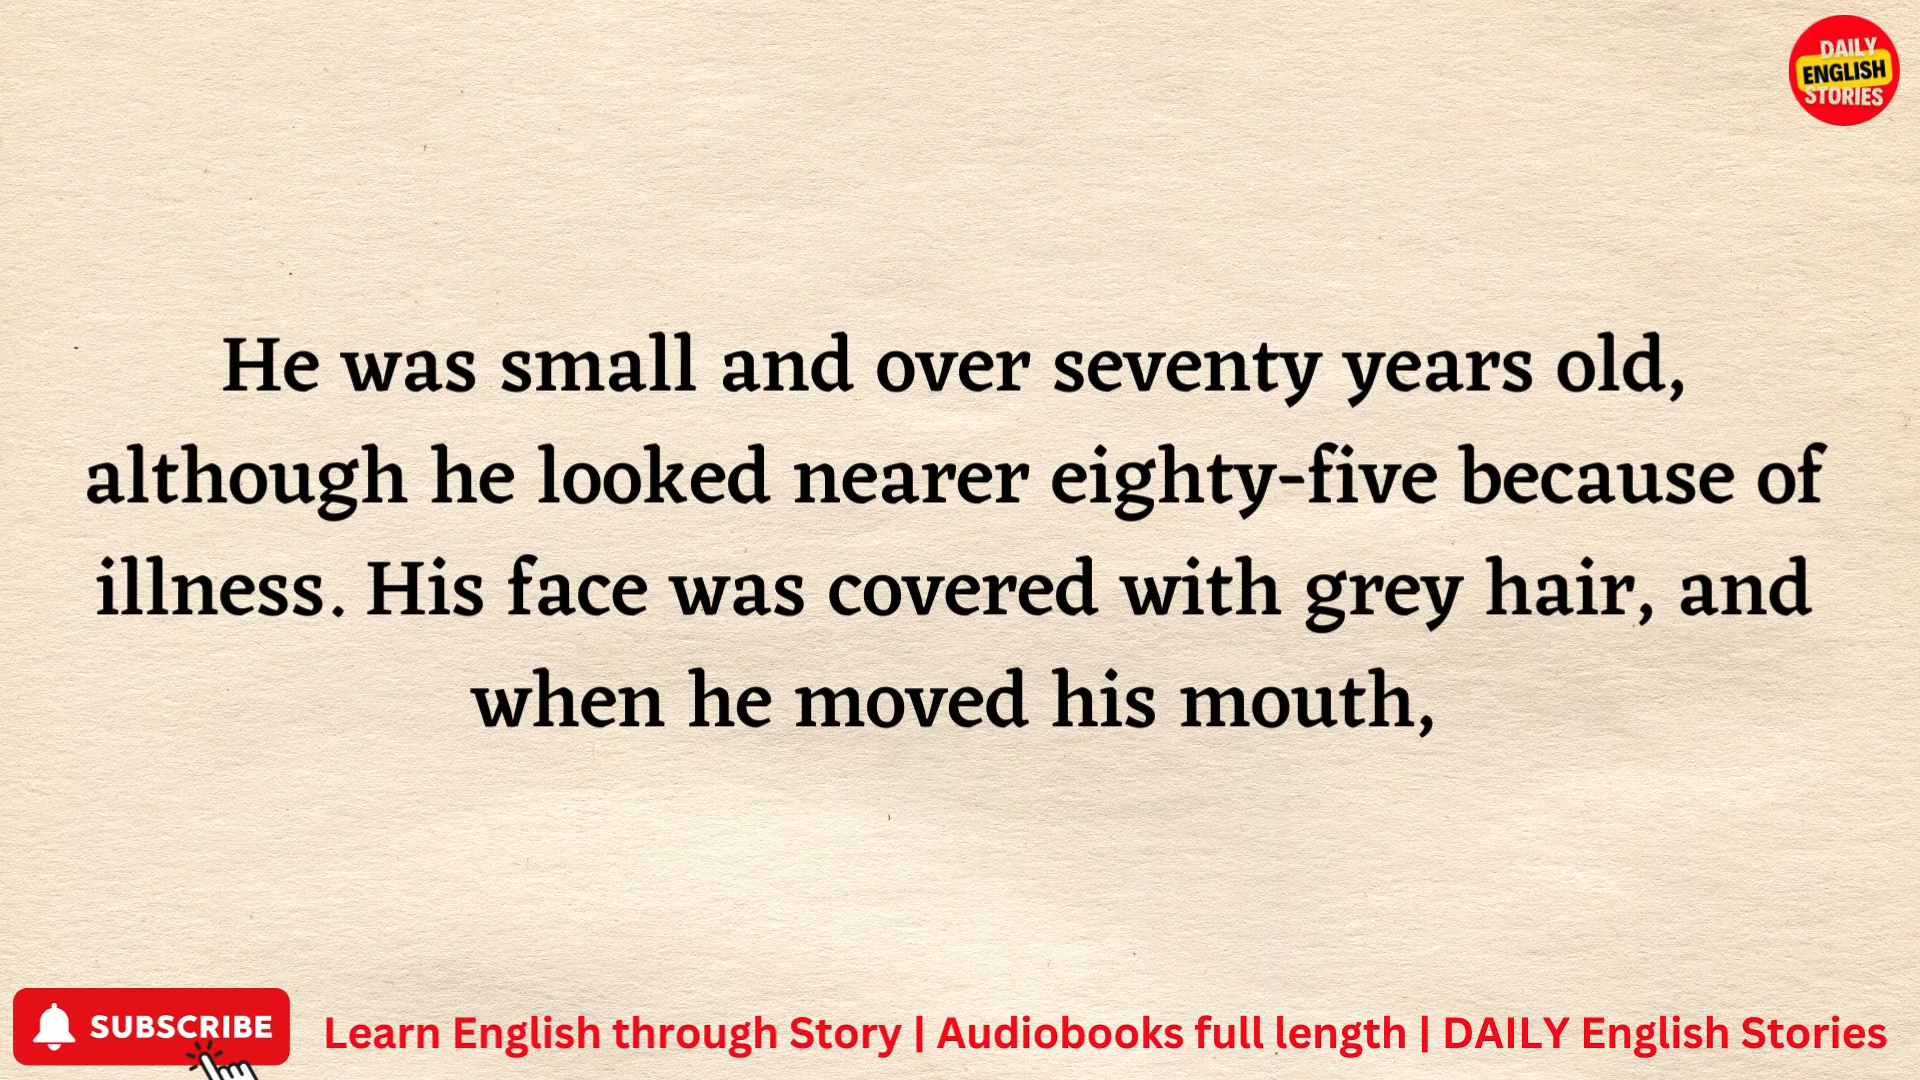 DAILY
ENGLISH
STORIES
He was small and over seventy years old,
although he looked nearer eighty-five because of
illness. His face was covered with grey hair, and
when he moved his mouth,
SUBSCRIBE
Learn English through Story | Audiobooks full length | DAILY English Stories